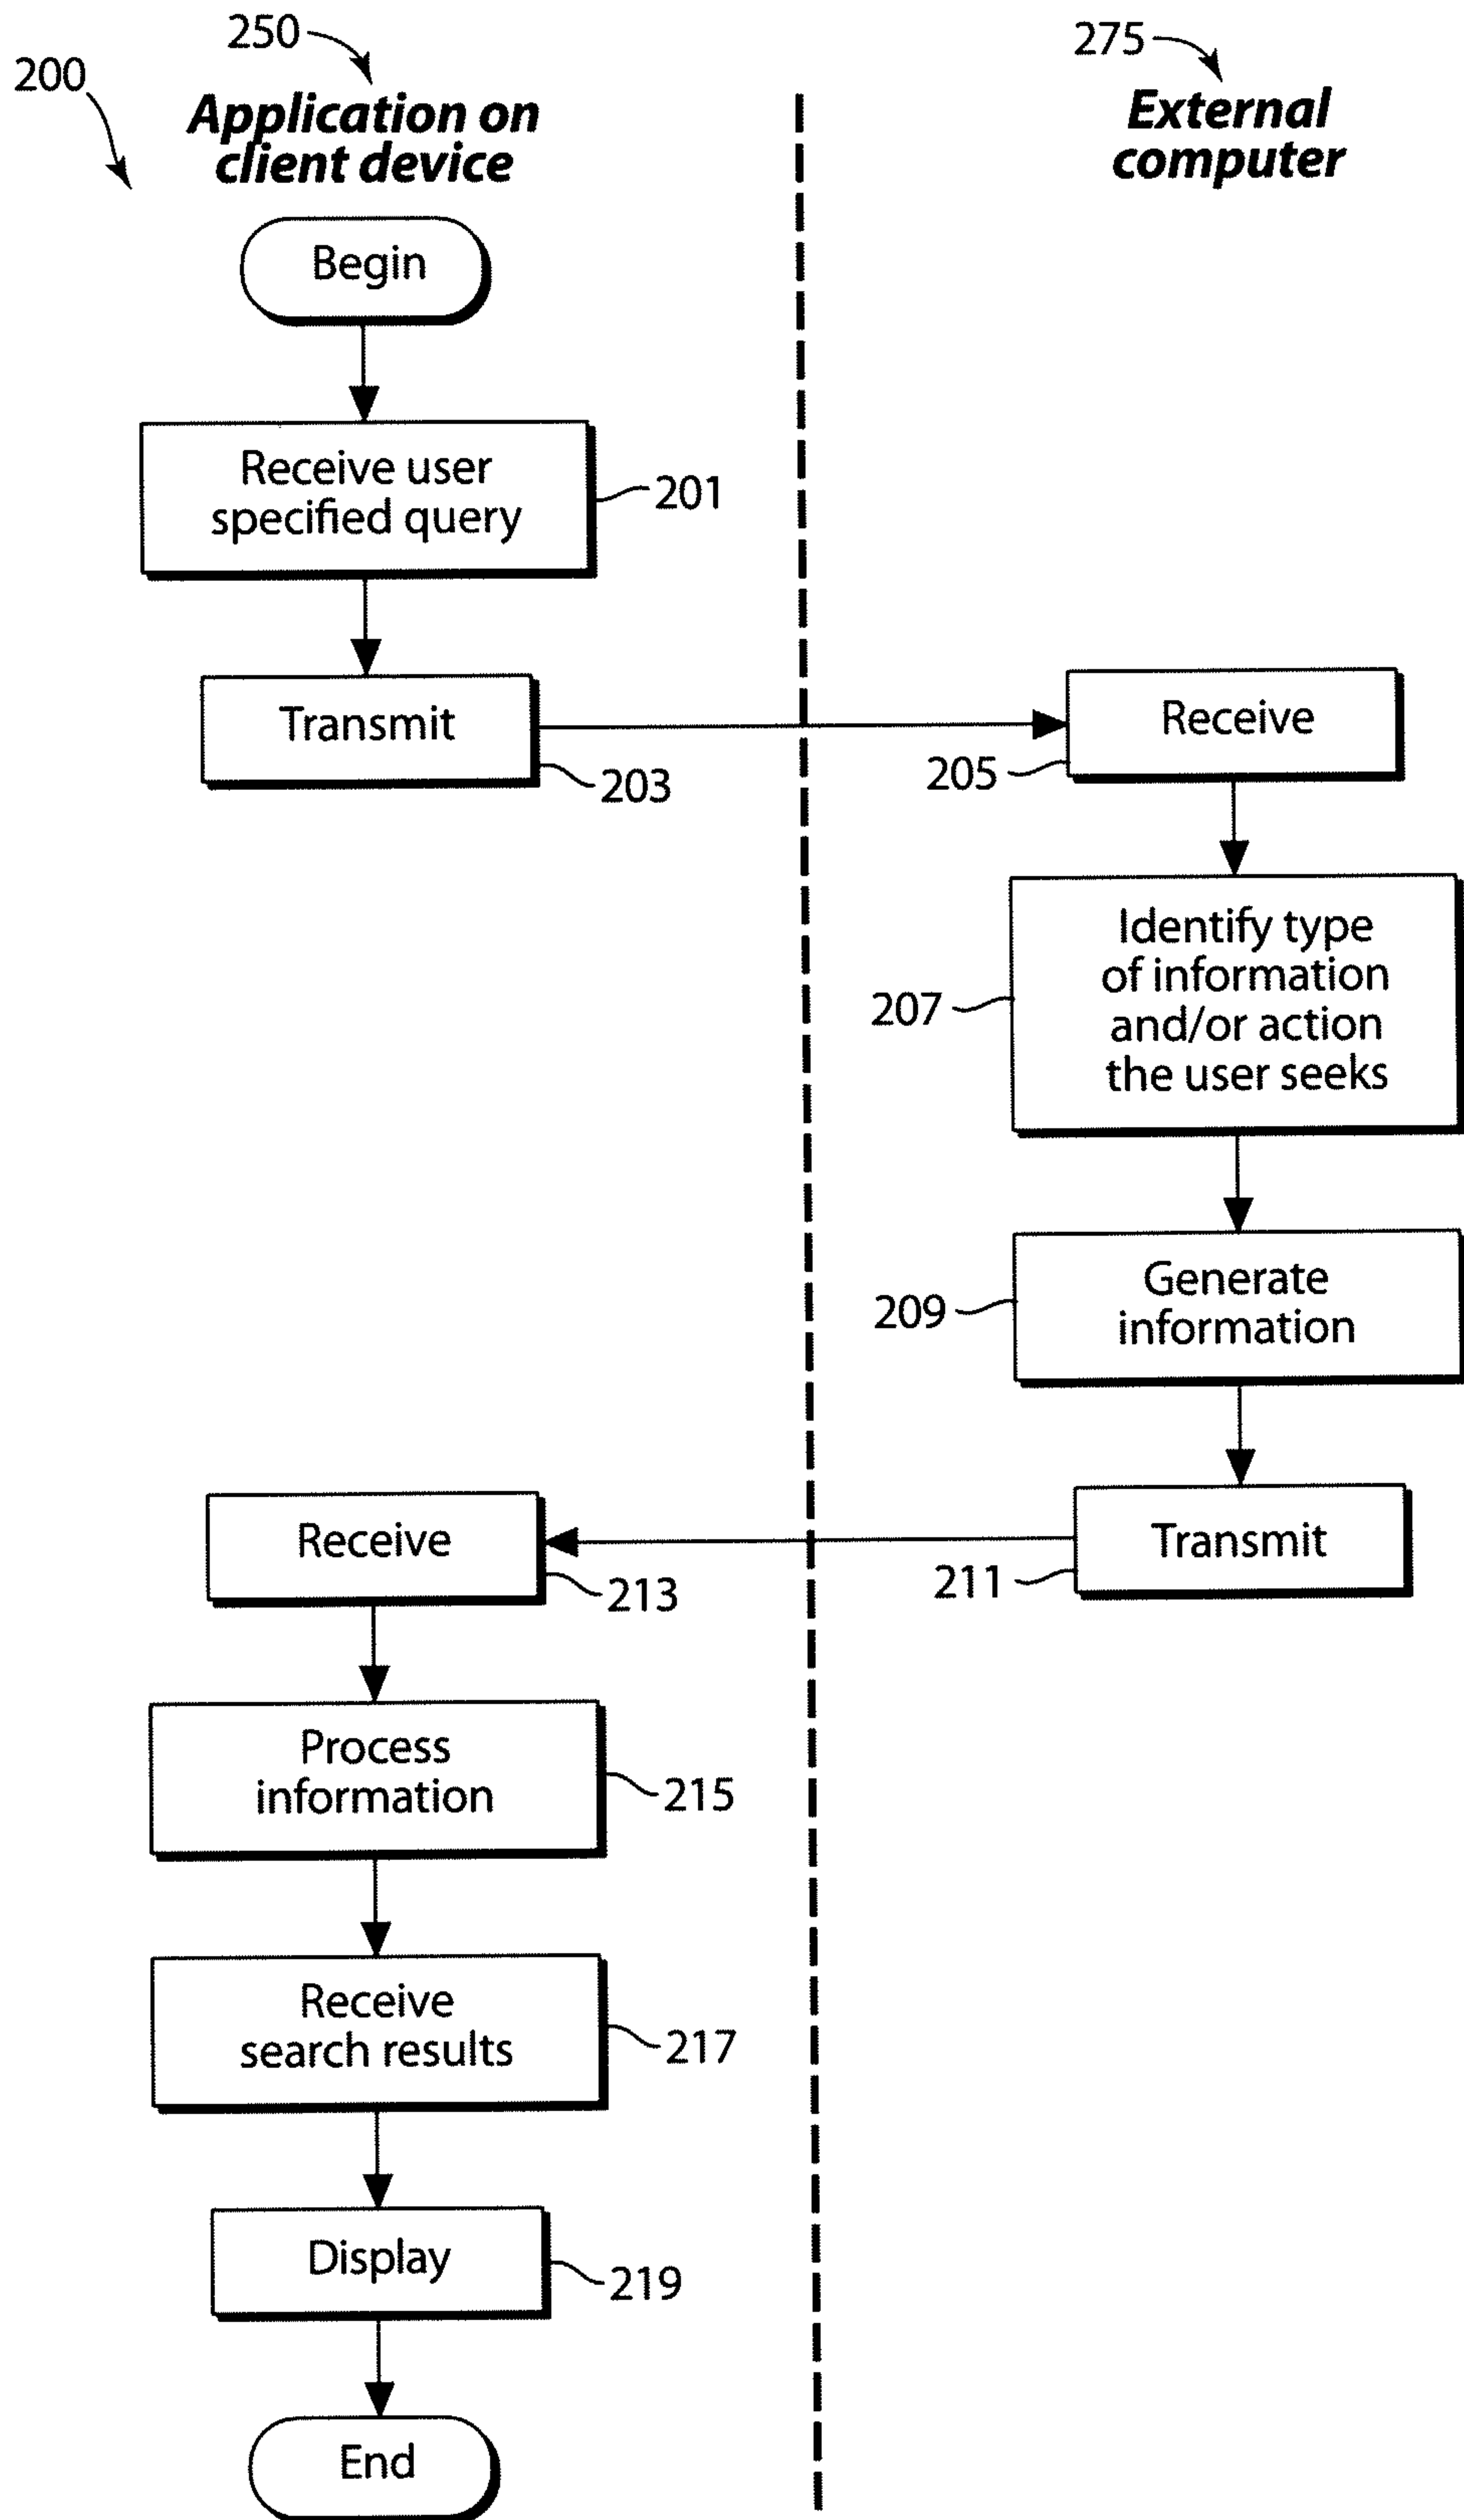 250
275
200
Application on
client device
External
computer
Begin
Receive user
specified query
201
Transmit
203
Receive
205
Identify type
of information
and/or action
the user seeks
207
Generate
information
209
Receive
213
Transmit
211
Process
information
215
Receive
search results
217
Display
219
End